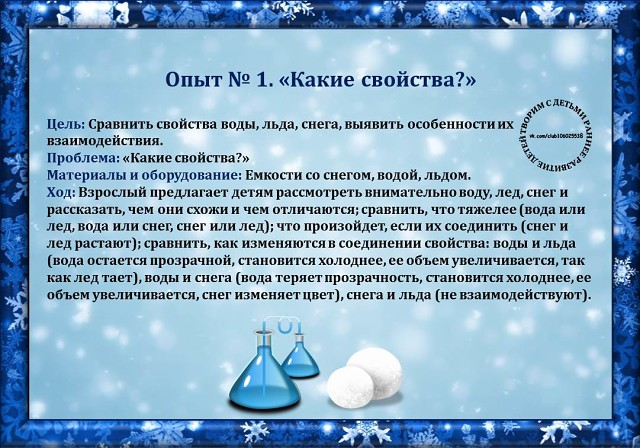 Опыт № 1. «Какие свойства?»
Цель: Сравнить свойства воды, льда, снега, выявить особенности их
взаимодействия.
Проблема: «Какие свойства?»
Материалы и оборудование: Емкости со снегом, водой, льдом.
Ход: Взрослый предлагает детям рассмотреть внимательно воду, лед, снег и
рассказать, чем они схожи и чем отличаются; сравнить, что тяжелее (вода или
лед, вода или снег, снег или лед); что произойдет, если их соединить (снег и
лед растают); сравнить, как изменяются в соединении свойства: воды и льда
(вода остается прозрачной, становится холоднее, ее объем увеличивается, так
как лед тает), воды и снега (вода теряет прозрачность, становится холоднее, ее
объем увеличивается, снег изменяет цвет), снега и льда (не взаимодействуют).
ТВОРИМ С ДЕТЬМИ РАННЕЕ РАЗВИТИЕ ДЕТЕЙ
vk.com/club106025538